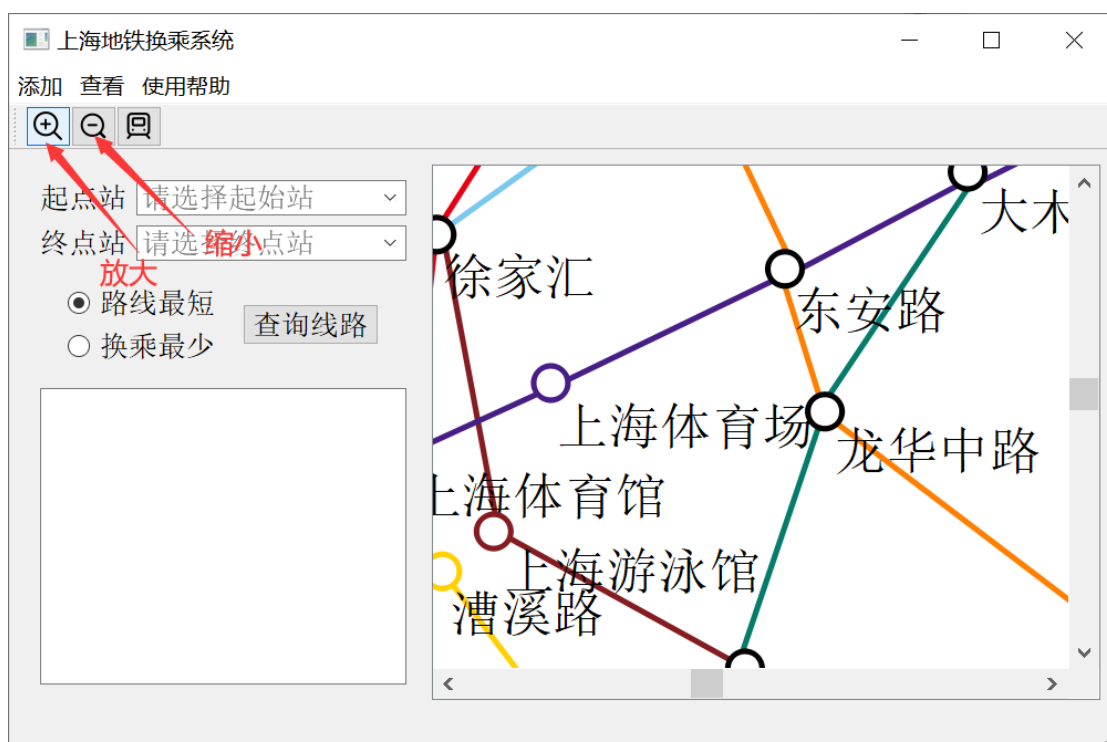 上海地铁换乘系统
添加 查看 使用帮助
起点站 请选择起始站
终点站 请选择终点站
缩小
放大
路线最短
换乘最少
查询线路
大木
徐家汇
东安路
上海体育场
龙华中路
上海体育馆
上海游泳馆
漕溪路